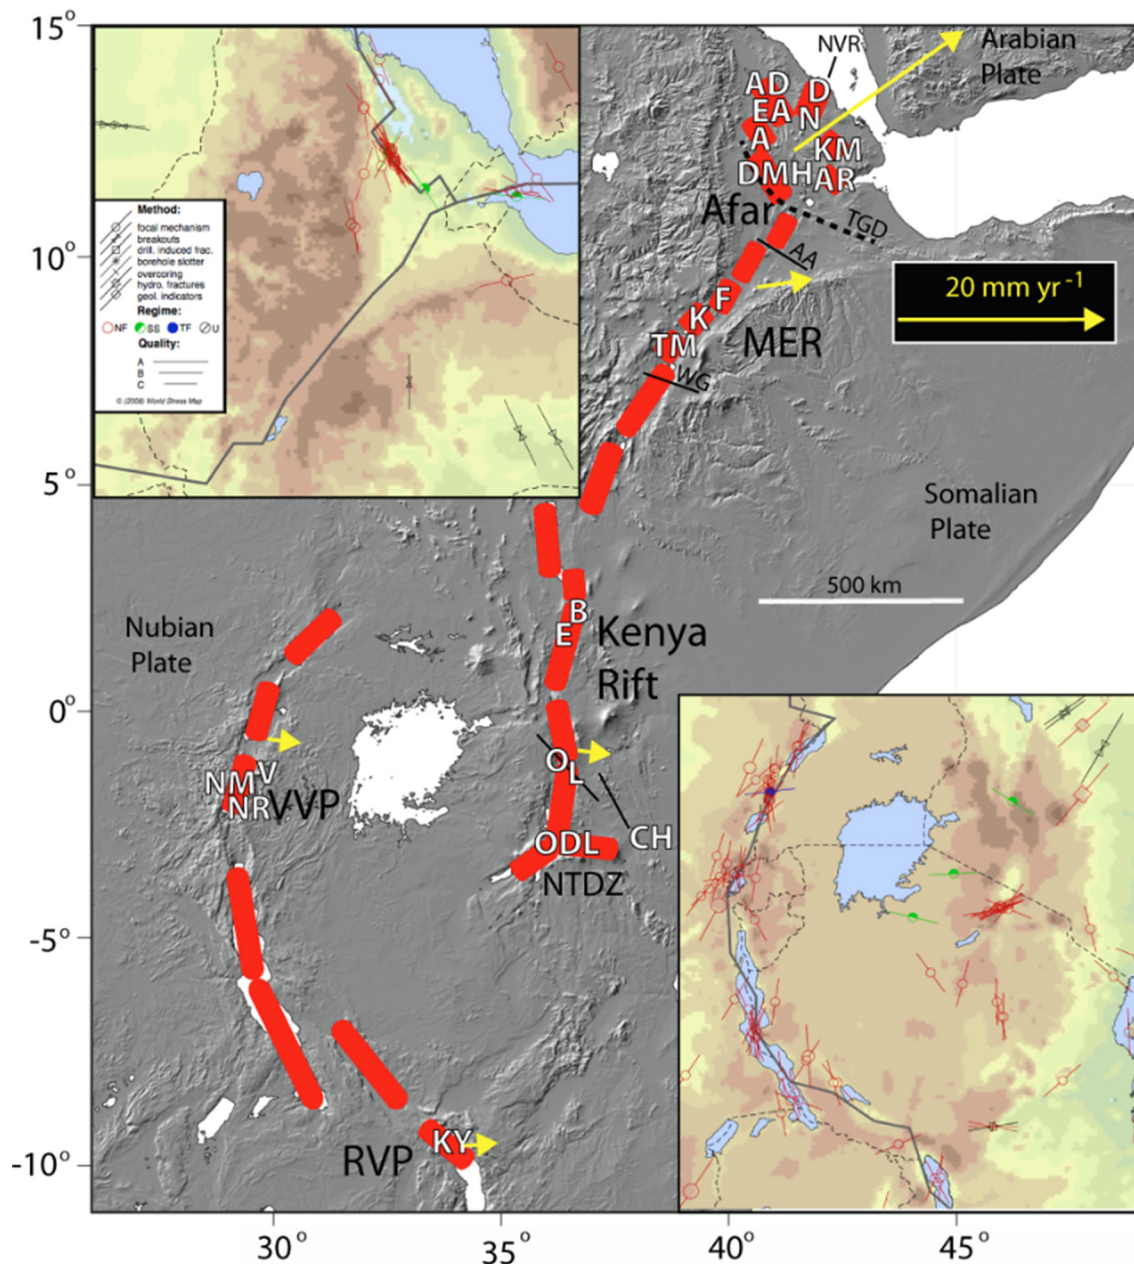 15°
10°
5°
0°
-5°
-10°
30°
35°
40°
45°
Method:
focal mechanism
breakouts
drill. induced frac.
borehole slotter
overcoring
hydro. fractures
geol. indicators
Regime:
NF SS TF U
Quality:
A
B
C
© (2008) World Stress Map
NVR
Arabian
Plate
AD
D
EA
N
A
KM
DMH
AR
Afar
TGD
AA
20 mm yr-1
F
K
TM
MER
WG
Somalian
Plate
500 km
Nubian
Plate
B
E
Kenya
Rift
O
L
NM
V
NR
VVP
ODL
CH
NTDZ
KY
RVP